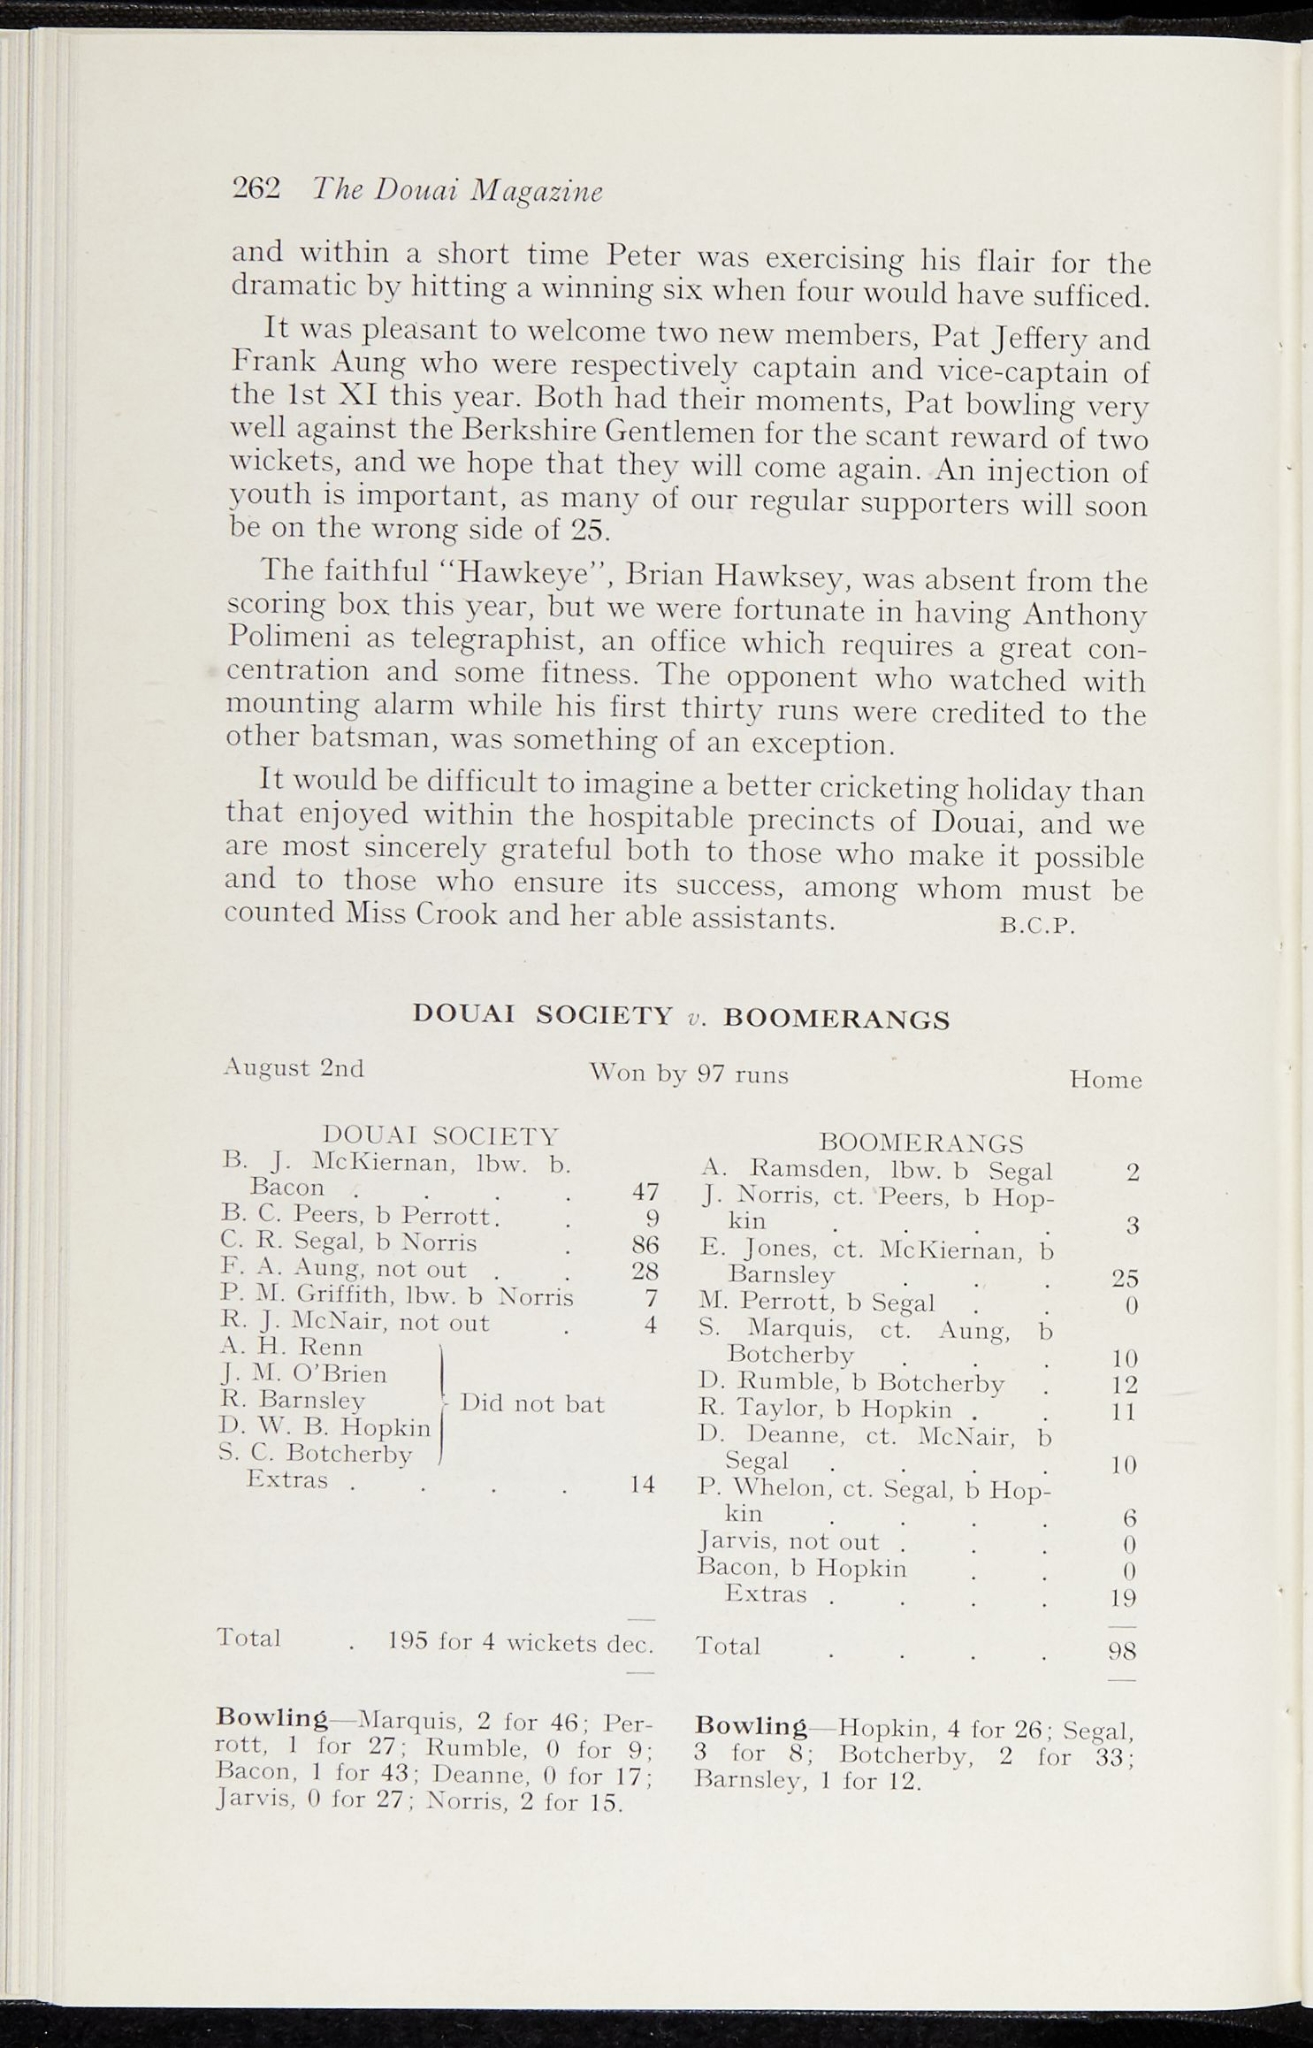 262 The Douai Magazine
and within a short time Peter was exercising his flair for the
dramatic by hitting a winning six when four would have sufficed.
It was pleasant to welcome two new members, Pat Jeffery and
Frank Aung who were respectively captain and vice-captain of
the 1st XI this year. Both had their moments, Pat bowling very
well against the Berkshire Gentlemen for the scant reward of two
wickets, and we hope that they will come again. An injection of
youth is important, as many of our regular supporters will soon
be on the wrong side of 25.
The faithful “Hawkeye”, Brian Hawksey, was absent from the
scoring box this year, but we were fortunate in having Anthony
Polimeni as telegraphist, an office which requires a great con-
centration and some fitness. The opponent who watched with
mounting alarm while his first thirty runs were credited to the
other batsman, was something of an exception.
It would be difficult to imagine a better cricketing holiday than
that enjoyed within the hospitable precincts of Douai, and we
are most sincerely grateful both to those who make it possible
and to those who ensure its success, among whom must be
counted Miss Crook and her able assistants. B.C.P.
DOUAI SOCIETY v. BOOMERANGS
August 2nd Won by 97 runs Home
DOUAI SOCIETY
B. J. McKiernan, lbw. b.
Bacon . . . . 47
B. C. Peers, b Perrott. . 9
C. R. Segal, b Norris . 86
F. A. Aung, not out . . 28
P. M. Griffith, lbw. b Norris 7
R. J. McNair, not out . 4
A. H. Renn
J. M. O'Brien
R. Barnsley Did not bat
D. W. B. Hopkin
S. C. Botcherby
Extras . . . . 14
Total . 195 for 4 wickets dec.
Bowling—Marquis, 2 for 46; Per-
rott, 1 for 27; Rumble, 0 for 9;
Bacon, 1 for 43; Deanne, 0 for 17;
Jarvis, 0 for 27; Norris, 2 for 15.
BOOMERANGS
A. Ramsden, lbw. b Segal 2
J. Norris, ct. Peers, b Hop-
kin . . . . 3
E. Jones, ct. McKiernan, b
Barnsley . . . 25
M. Perrott, b Segal . . 0
S. Marquis, ct. Aung, b
Botcherby . . . 10
D. Rumble, b Botcherby . 12
R. Taylor, b Hopkin . . 11
D. Deanne, ct. McNair, b
Segal . . . . 10
P. Whelon, ct. Segal, b Hop-
kin . . . . 6
Jarvis, not out . . . 0
Bacon, b Hopkin . . 0
Extras . . . . 19
Total . . . . 98
Bowling—Hopkin, 4 for 26; Segal,
3 for 8; Botcherby, 2 for 33;
Barnsley, 1 for 12.